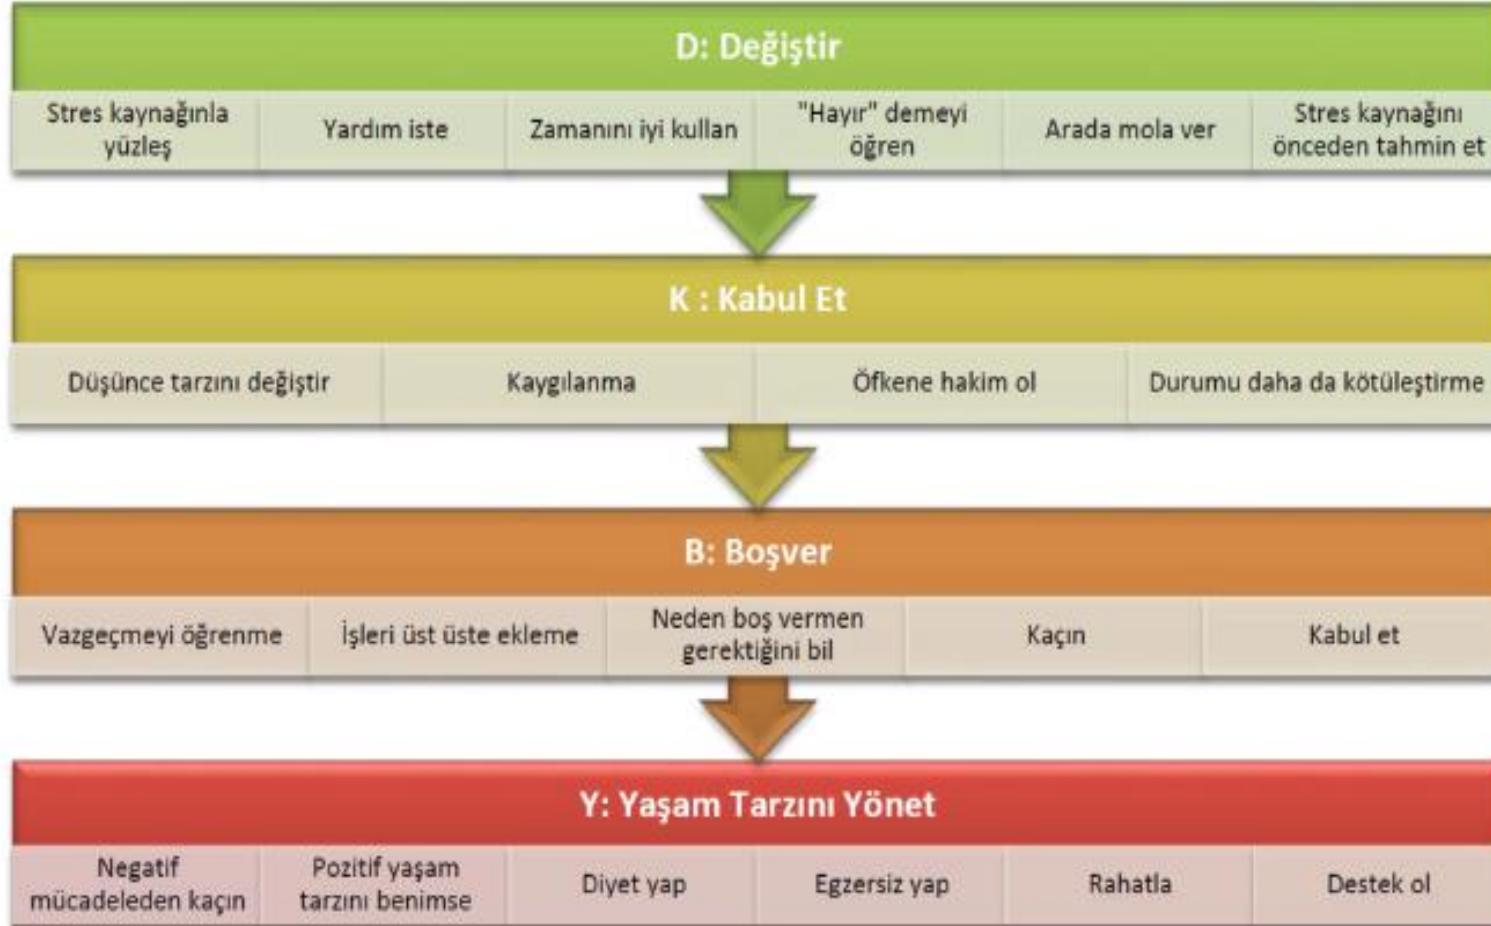 D: Değiştir
Stres kaynağınla
yüzleş
Yardım iste
Zamanını iyi kullan
"Hayır" demeyi
öğren
Arada mola ver
Stres kaynağını
önceden tahmin et
K : Kabul Et
Düşünce tarzını değiştir
Kaygılanma
Öfkene hakim ol
Durumu daha da kötüleştirme
B: Boşver
Vazgeçmeyi öğrenme
İşleri üst üste ekleme
Neden boş vermen
gerektiğini bil
Kaçın
Kabul et
Y: Yaşam Tarzını Yönet
Negatif
mücadeleden kaçın
Pozitif yaşam
tarzını benimse
Diyet yap
Egzersiz yap
Rahatla
Destek ol